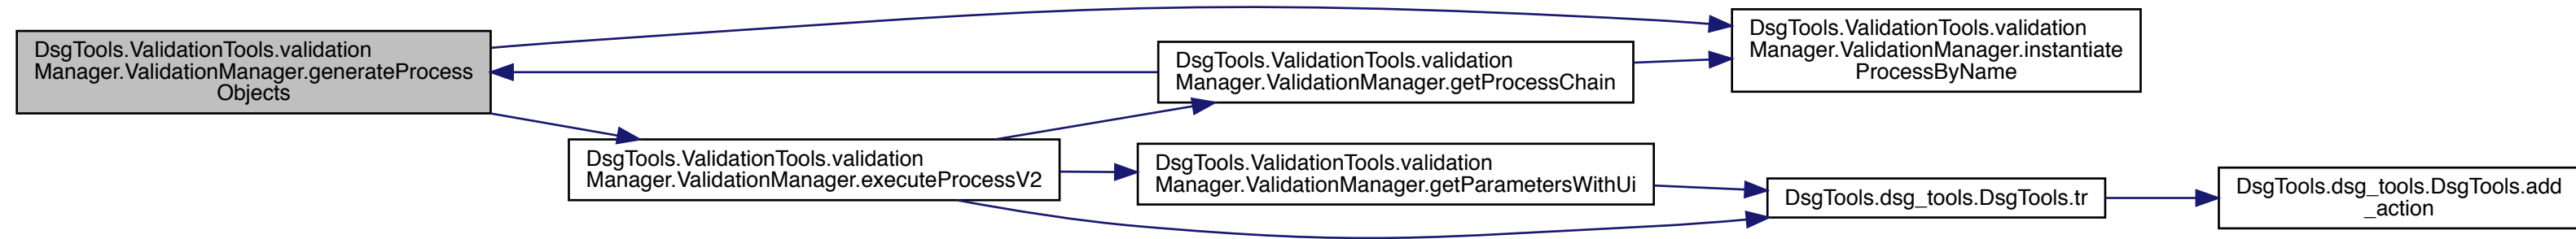 DsgTools.ValidationTools.validation
Manager.ValidationManager.generateProcess
Objects
DsgTools.ValidationTools.validation
Manager.ValidationManager.executeProcessV2
DsgTools.ValidationTools.validation
Manager.ValidationManager.getProcessChain
DsgTools.ValidationTools.validation
Manager.ValidationManager.getParametersWithUi
DsgTools.ValidationTools.validation
Manager.ValidationManager.instantiate
ProcessByName
DsgTools.dsg_tools.DsgTools.tr
DsgTools.dsg_tools.DsgTools.add
_action